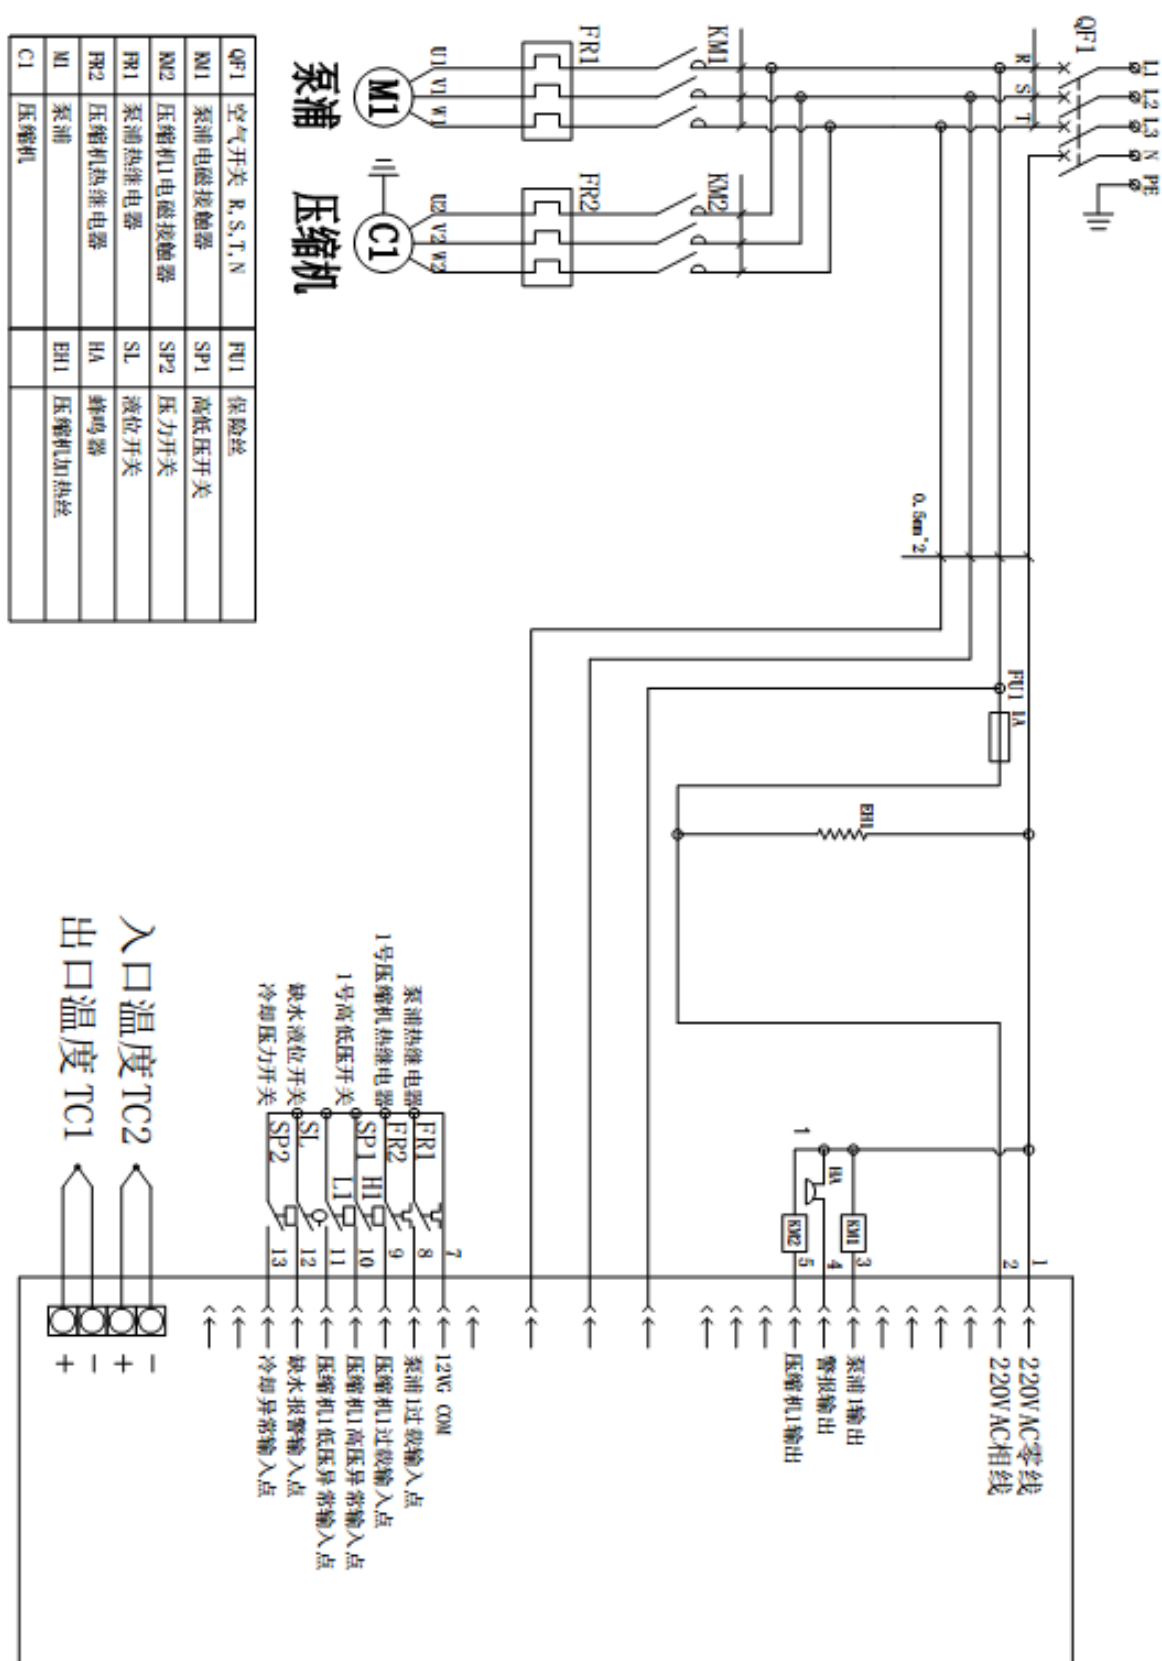 L1
L2
L3
N
PE
QF1
R
S
T
KM1
FR1
U1
V1
W1
M1
泵浦
KM2
FR2
U2
V2
W2
C1
压缩机
0.5mm^2
FU1 1A
EH1
QF1 空气开关 R,S,T,N FU1 保险丝
KM1 泵浦电磁接触器 SP1 高低压开关
KM2 压缩机1电磁接触器 SP2 压力开关
FR1 泵浦热继电器 SL 液位开关
FR2 压缩机热继电器 HA 蜂鸣器
M1 泵浦 EH1 压缩机加热丝
C1 压缩机
1 220VAC零线
2 220VAC相线
KM1 3 泵浦1输出
HA 4 警报输出
1 KM2 5 压缩机1输出
7 12VG COM
泵浦热继电器 FR1 8 泵浦1过载输入点
1号压缩机热继电器 FR2 9 压缩机1过载输入点
1号高低压开关 SP1 H1 10 压缩机1高压异常输入点
L1 11 压缩机1低压异常输入点
缺水液位开关 SL 12 缺水报警输入点
冷却压力开关 SP2 13 冷却异常输入点
入口温度TC2 − +
出口温度TC1 − +